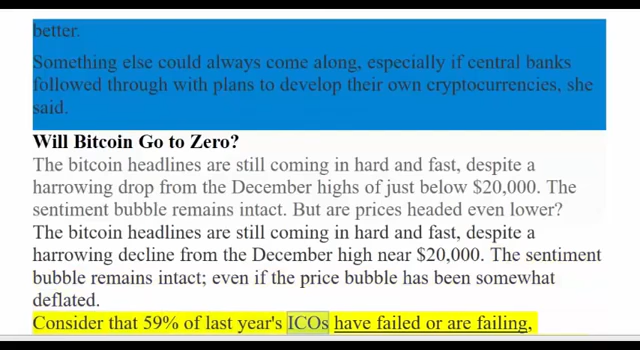 better.
Something else could always come along, especially if central banks
followed through with plans to develop their own cryptocurrencies, she
said.
Will Bitcoin Go to Zero?
The bitcoin headlines are still coming in hard and fast, despite a
harrowing drop from the December highs of just below $20,000. The
sentiment bubble remains intact. But are prices headed even lower?
The bitcoin headlines are still coming in hard and fast, despite a
harrowing decline from the December high near $20,000. The sentiment
bubble remains intact; even if the price bubble has been somewhat
deflated.
Consider that 59% of last year's ICOs have failed or are failing,